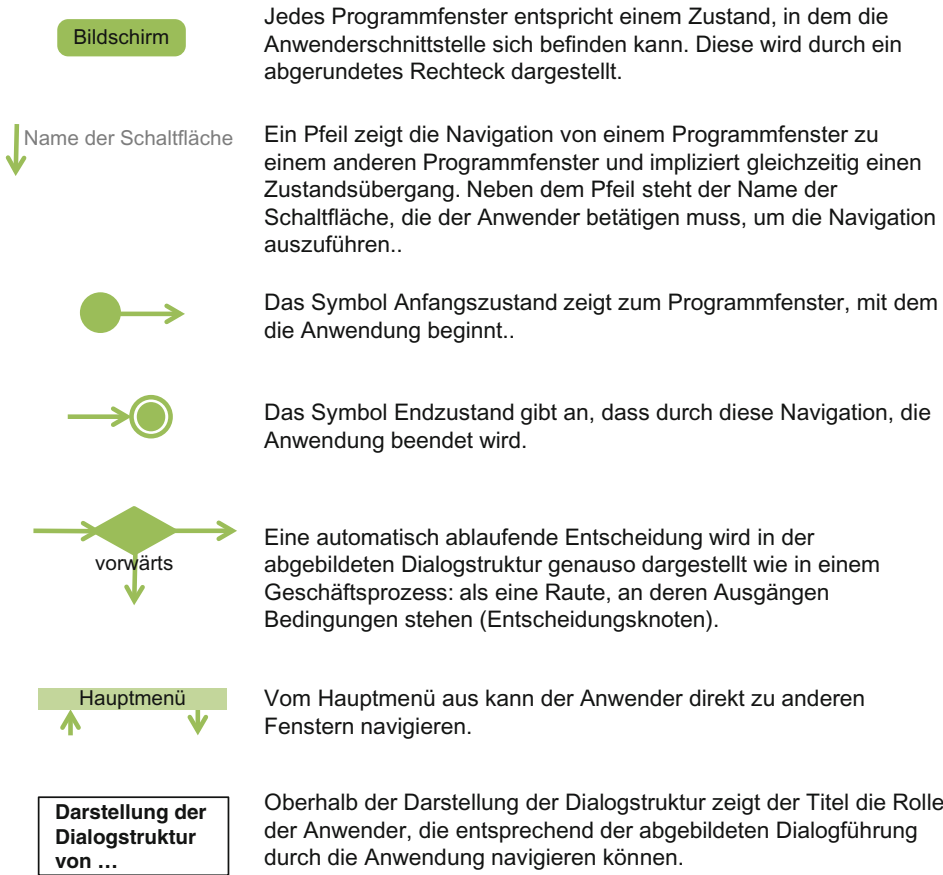 Bildschirm
Jedes Programmfenster entspricht einem Zustand, in dem die
Anwenderschnittstelle sich befinden kann. Diese wird durch ein
abgerundetes Rechteck dargestellt.
Name der Schaltfläche
Ein Pfeil zeigt die Navigation von einem Programmfenster zu
einem anderen Programmfenster und impliziert gleichzeitig einen
Zustandsübergang. Neben dem Pfeil steht der Name der
Schaltfläche, die der Anwender betätigen muss, um die Navigation
auszuführen..
Das Symbol Anfangszustand zeigt zum Programmfenster, mit dem
die Anwendung beginnt..
Das Symbol Endzustand gibt an, dass durch diese Navigation, die
Anwendung beendet wird.
vorwärts
Eine automatisch ablaufende Entscheidung wird in der
abgebildeten Dialogstruktur genauso dargestellt wie in einem
Geschäftsprozess: als eine Raute, an deren Ausgängen
Bedingungen stehen (Entscheidungsknoten).
Hauptmenü
Vom Hauptmenü aus kann der Anwender direkt zu anderen
Fenstern navigieren.
Darstellung der
Dialogstruktur
von …
Oberhalb der Darstellung der Dialogstruktur zeigt der Titel die Rolle
der Anwender, die entsprechend der abgebildeten Dialogführung
durch die Anwendung navigieren können.